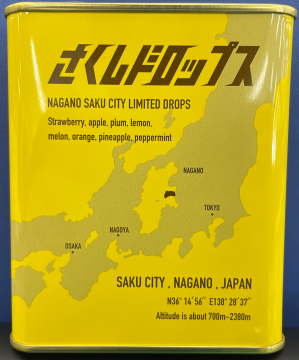 さくしドロップス
NAGANO SAKU CITY LIMITED DROPS
Strawberry, apple, plum, lemon,
melon, orange, pineapple, peppermint
NAGANO
TOKYO
NAGOYA
OSAKA
SAKU CITY , NAGANO , JAPAN
N36° 14´56˝ E138° 28´37˝
Altitude is about 700m~2380m